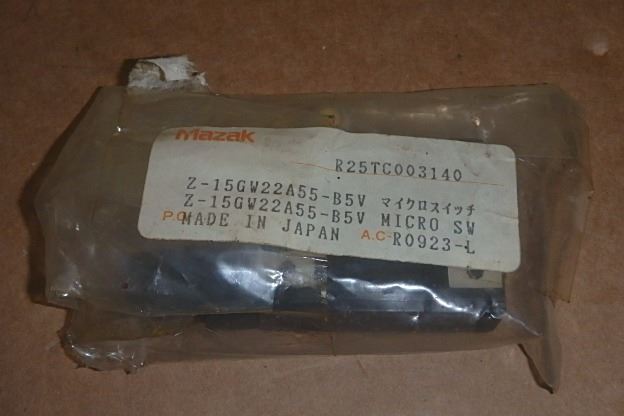 Mazak
R25TC003140
Z-15GW22A55-B5V マイクロスイッチ
Z-15GW22A55-B5V MICRO SW
P.O MADE IN JAPAN A.C- R0923-L